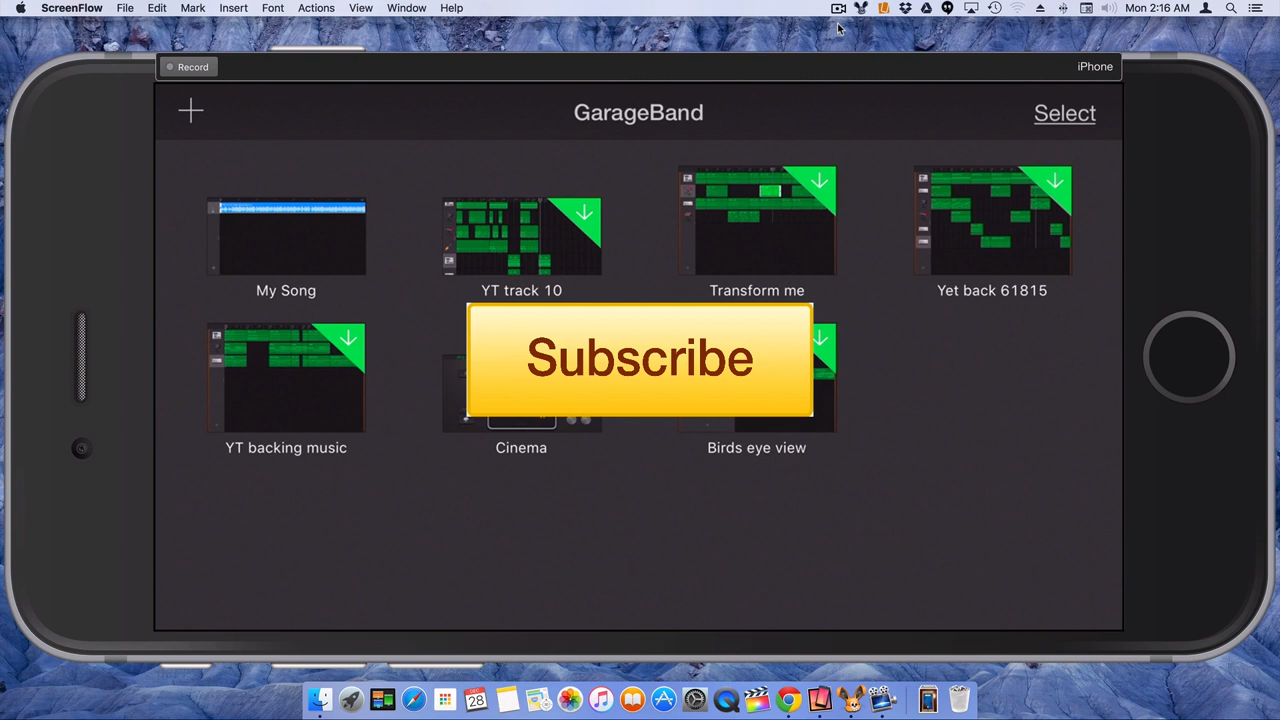 ScreenFlow File Edit Mark Insert Font Actions View Window Help Mon 2:16 AM
Record iPhone
GarageBand Select
My Song YT track 10 Transform me Yet back 61815
Subscribe
YT backing music Cinema Birds eye view
DEC
28